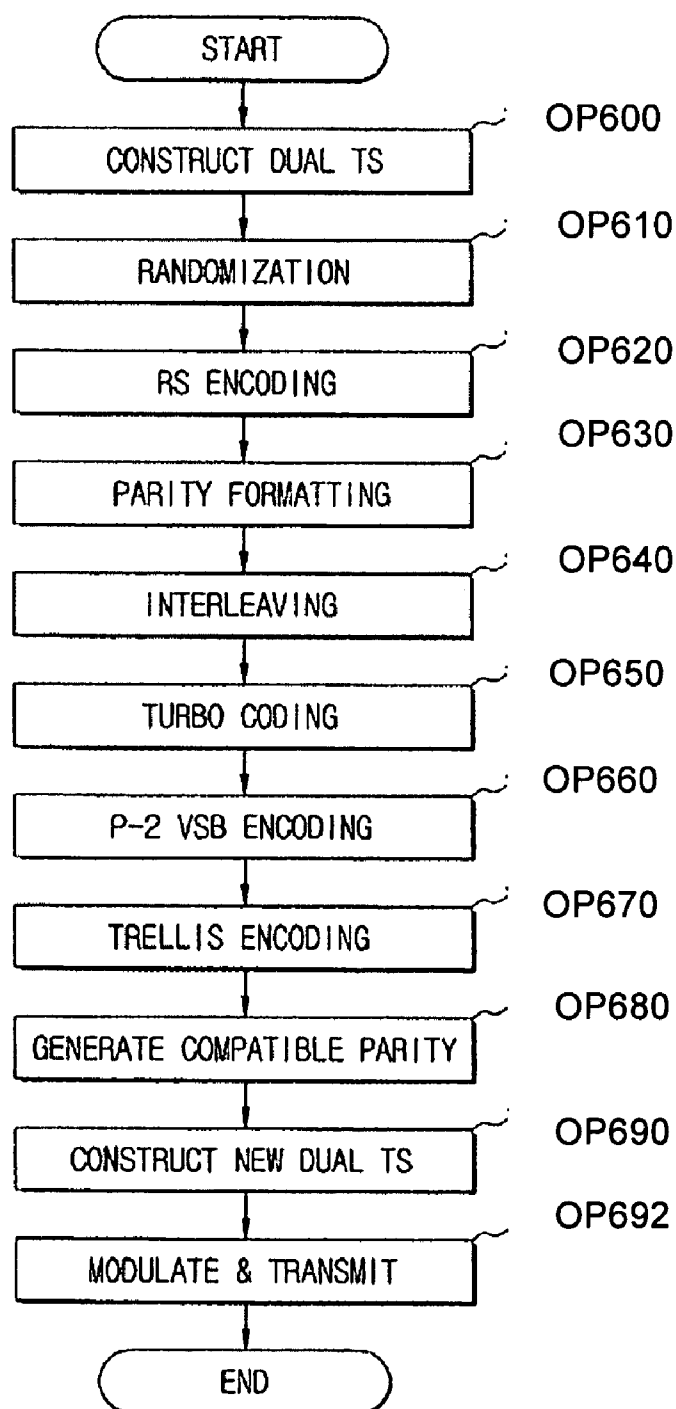 START
OP600
CONSTRUCT DUAL TS
OP610
RANDOMIZATION
OP620
RS ENCODING
OP630
PARITY FORMATTING
OP640
INTERLEAVING
OP650
TURBO CODING
OP660
P-2 VSB ENCODING
OP670
TRELLIS ENCODING
OP680
GENERATE COMPATIBLE PARITY
OP690
CONSTRUCT NEW DUAL TS
OP692
MODULATE & TRANSMIT
END